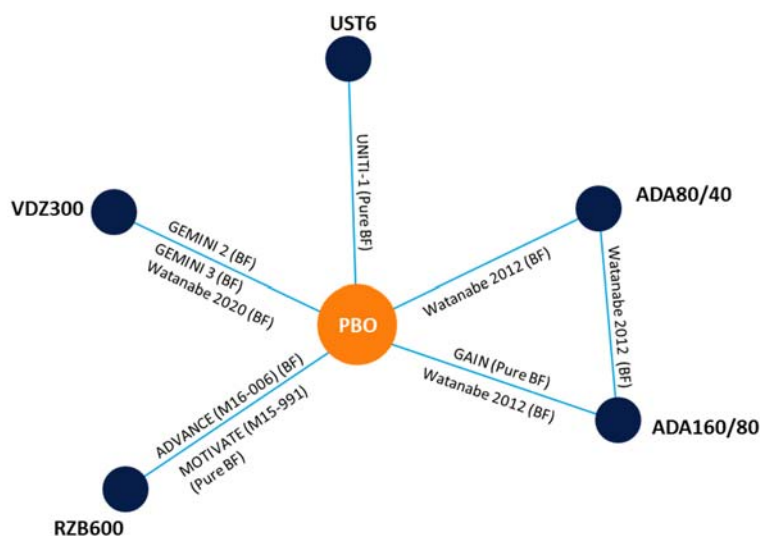 UST6
UNITI-1 (Pure BF)
VDZ300
ADA80/40
GEMINI 2 (BF)
GEMINI 3 (BF)
Watanabe 2020 (BF)
Watanabe 2012 (BF)
Watanabe 2012 (BF)
PBO
GAIN (Pure BF)
Watanabe 2012 (BF)
ADA160/80
ADVANCE (M16-006) (BF)
MOTIVATE (M15-991)
(Pure BF)
RZB600